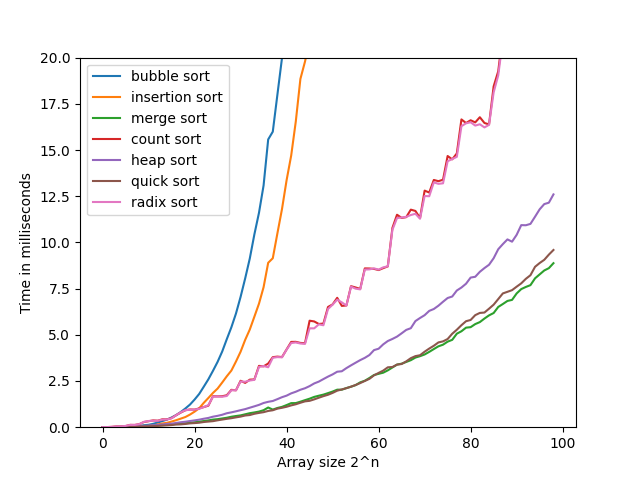 20.0
17.5
15.0
12.5
10.0
7.5
5.0
2.5
0.0
Time in milliseconds
bubble sort
insertion sort
merge sort
count sort
heap sort
quick sort
radix sort
0 20 40 60 80 100
Array size 2^n